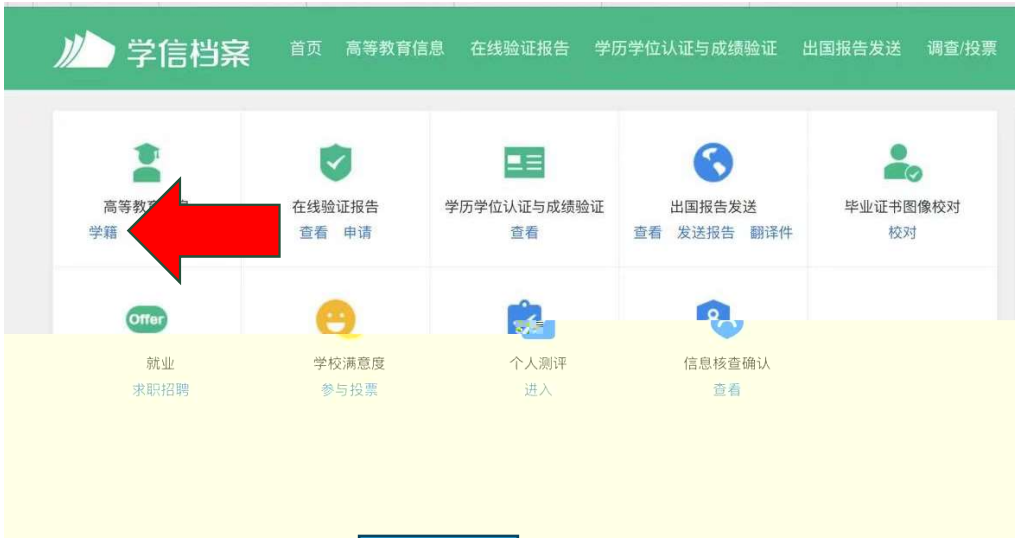 学信档案 首页 高等教育信息 在线验证报告 学历学位认证与成绩验证 出国报告发送 调查/投票
高等教 在线验证报告 学历学位认证与成绩验证 出国报告发送 毕业证书图像校对
学籍 查看 申请 查看 查看 发送报告 翻译件 校对
Offer
就业 学校满意度 个人测评 信息核查确认
求职招聘 参与投票 进入 查看